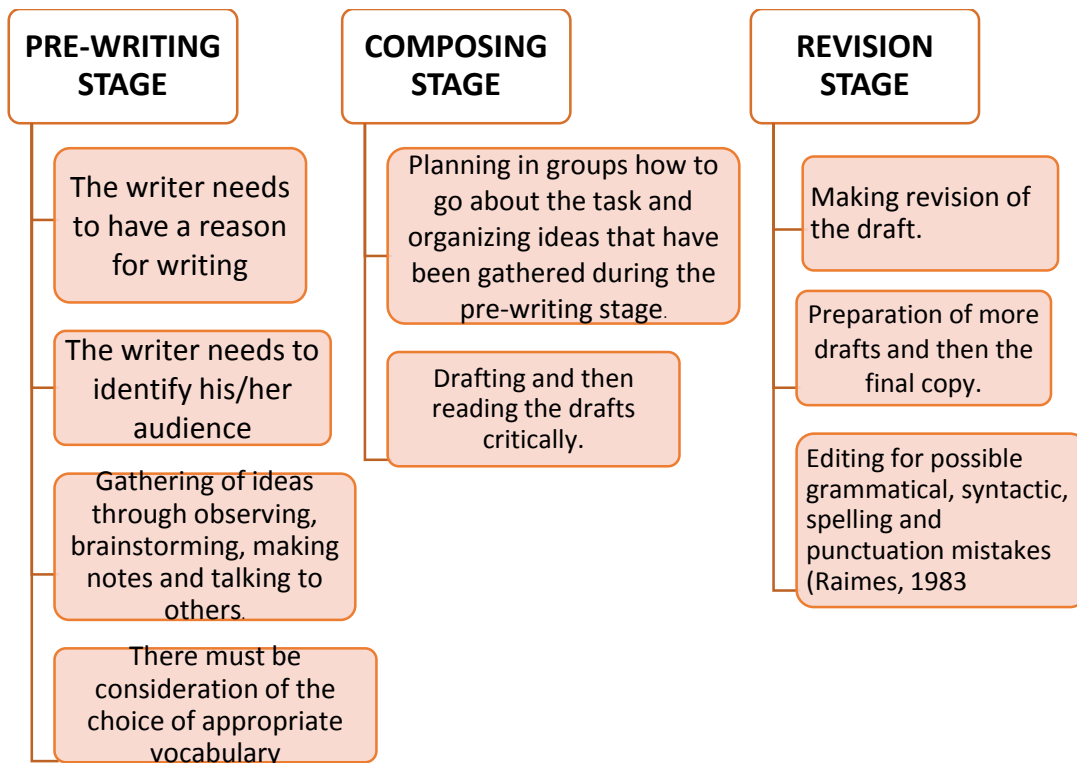 PRE-WRITING
STAGE
The writer needs
to have a reason
for writing
The writer needs to
identify his/her
audience
Gathering of ideas
through observing,
brainstorming, making
notes and talking to
others.
There must be
consideration of the
choice of appropriate
vocabulary
COMPOSING
STAGE
Planning in groups how to
go about the task and
organizing ideas that have
been gathered during the
pre-writing stage.
Drafting and then
reading the drafts
critically.
REVISION
STAGE
Making revision of
the draft.
Preparation of more
drafts and then the
final copy.
Editing for possible
grammatical, syntactic,
spelling and
punctuation mistakes
(Raimes, 1983